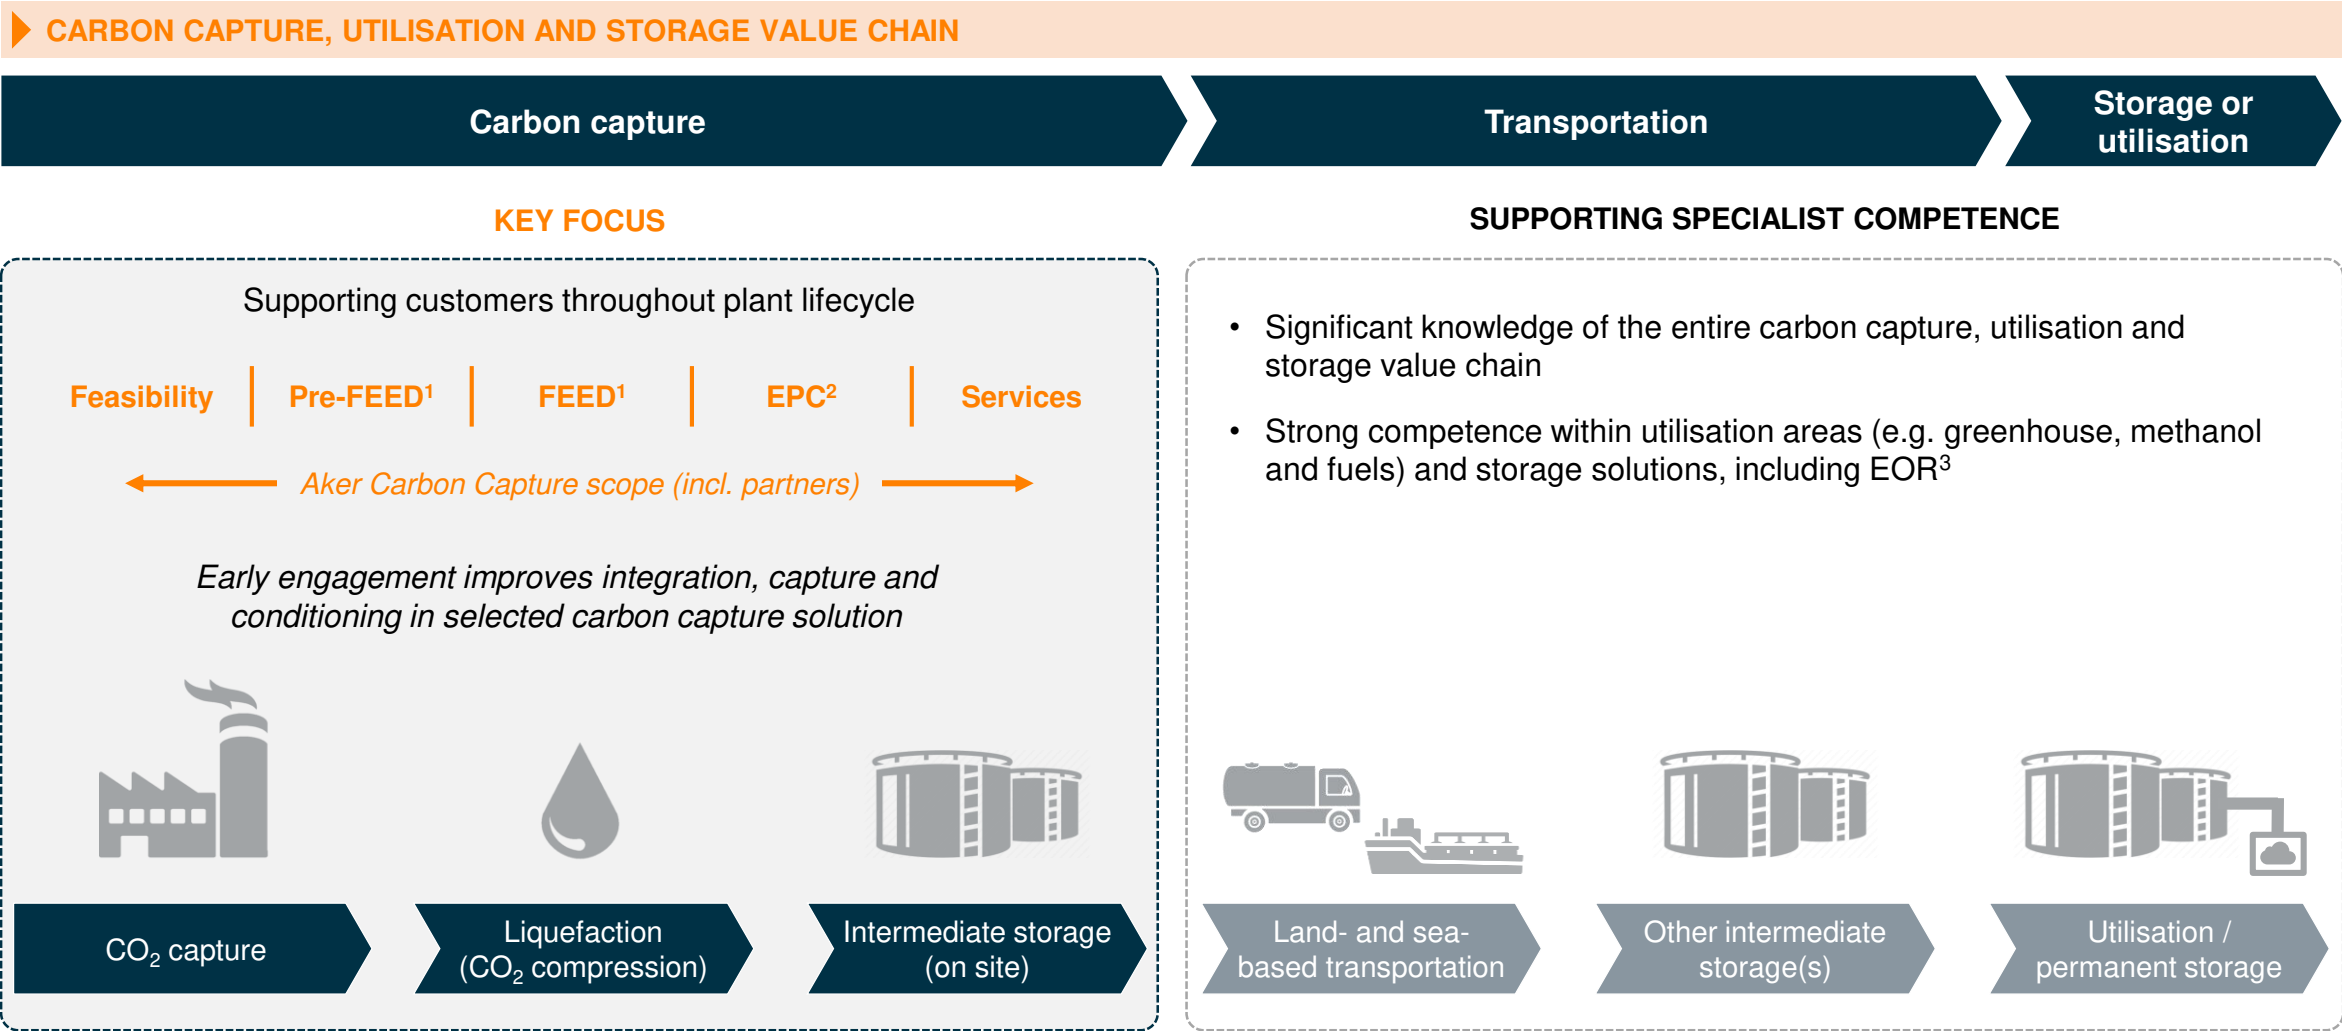 CARBON CAPTURE, UTILISATION AND STORAGE VALUE CHAIN
Carbon capture
Transportation
Storage or
utilisation
KEY FOCUS
Supporting customers throughout plant lifecycle
Feasibility
Pre-FEED¹
FEED¹
EPC²
Services
Aker Carbon Capture scope (incl. partners)
Early engagement improves integration, capture and
conditioning in selected carbon capture solution
CO₂ capture
Liquefaction
(CO₂ compression)
Intermediate storage
(on site)
SUPPORTING SPECIALIST COMPETENCE
• Significant knowledge of the entire carbon capture, utilisation and
storage value chain
• Strong competence within utilisation areas (e.g. greenhouse, methanol
and fuels) and storage solutions, including EOR³
Land- and sea-
based transportation
Other intermediate
storage(s)
Utilisation /
permanent storage